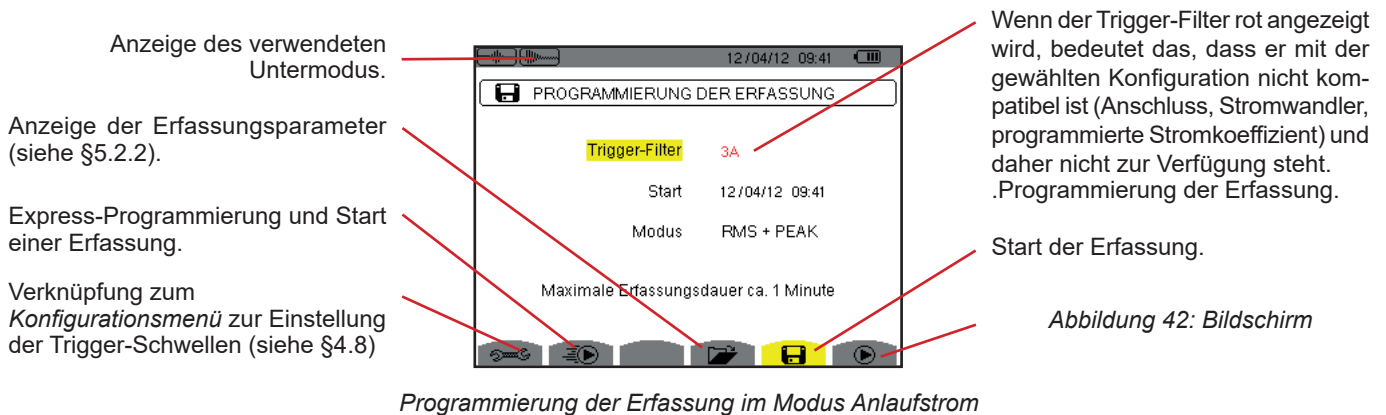 Anzeige des verwendeten
Untermodus.
Anzeige der Erfassungsparameter
(siehe §5.2.2).
Express-Programmierung und Start
einer Erfassung.
Verknüpfung zum
Konfigurationsmenü zur Einstellung
der Trigger-Schwellen (siehe §4.8)
12/04/12 09:41
PROGRAMMIERUNG DER ERFASSUNG
Trigger-Filter 3A
Start 12/04/12 09:41
Modus RMS + PEAK
Maximale Erfassungsdauer ca. 1 Minute
Wenn der Trigger-Filter rot angezeigt
wird, bedeutet das, dass er mit der
gewählten Konfiguration nicht kom-
patibel ist (Anschluss, Stromwandler,
programmierte Stromkoeffizient) und
daher nicht zur Verfügung steht.
.Programmierung der Erfassung.
Start der Erfassung.
Abbildung 42: Bildschirm
Programmierung der Erfassung im Modus Anlaufstrom